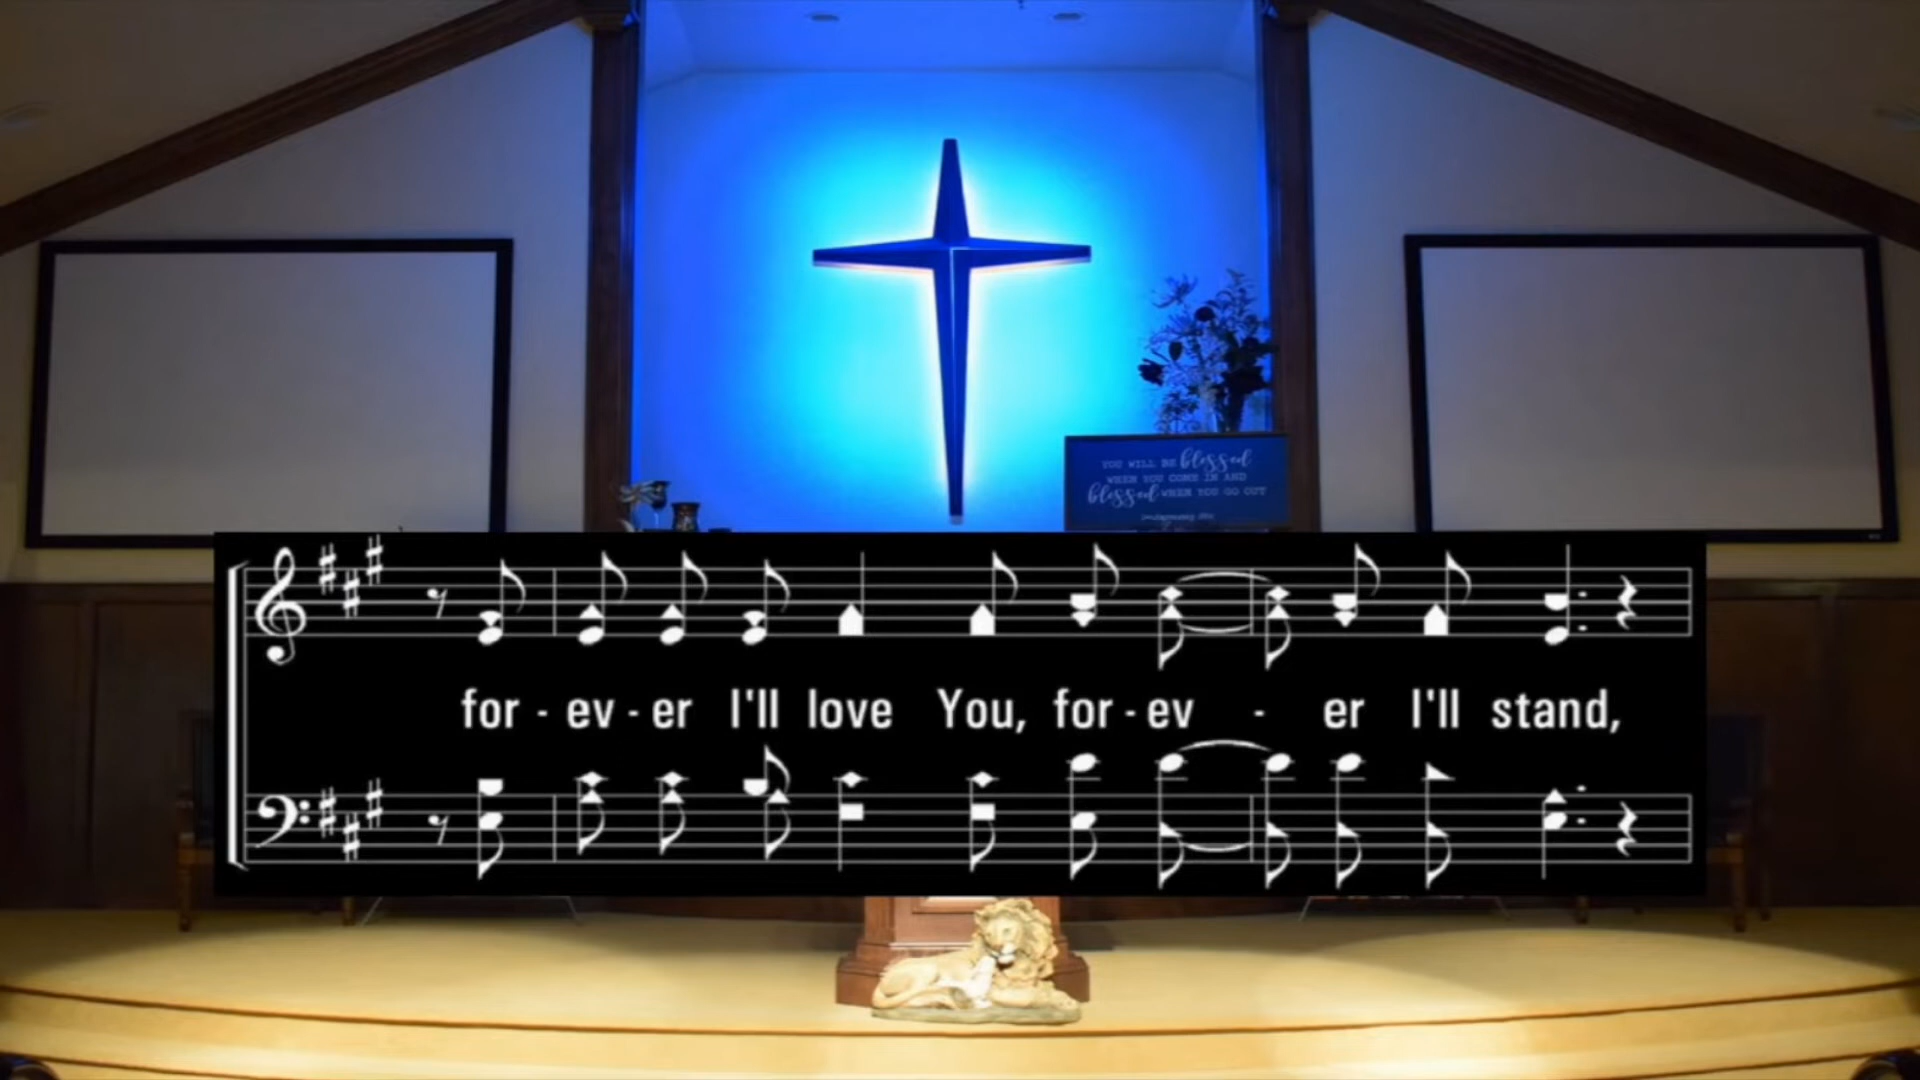 YOU WILL BE blessed
WHEN YOU COME IN AND
blessed WHEN YOU GO OUT
for - ev - er I'll love You, for - ev - er I'll stand,